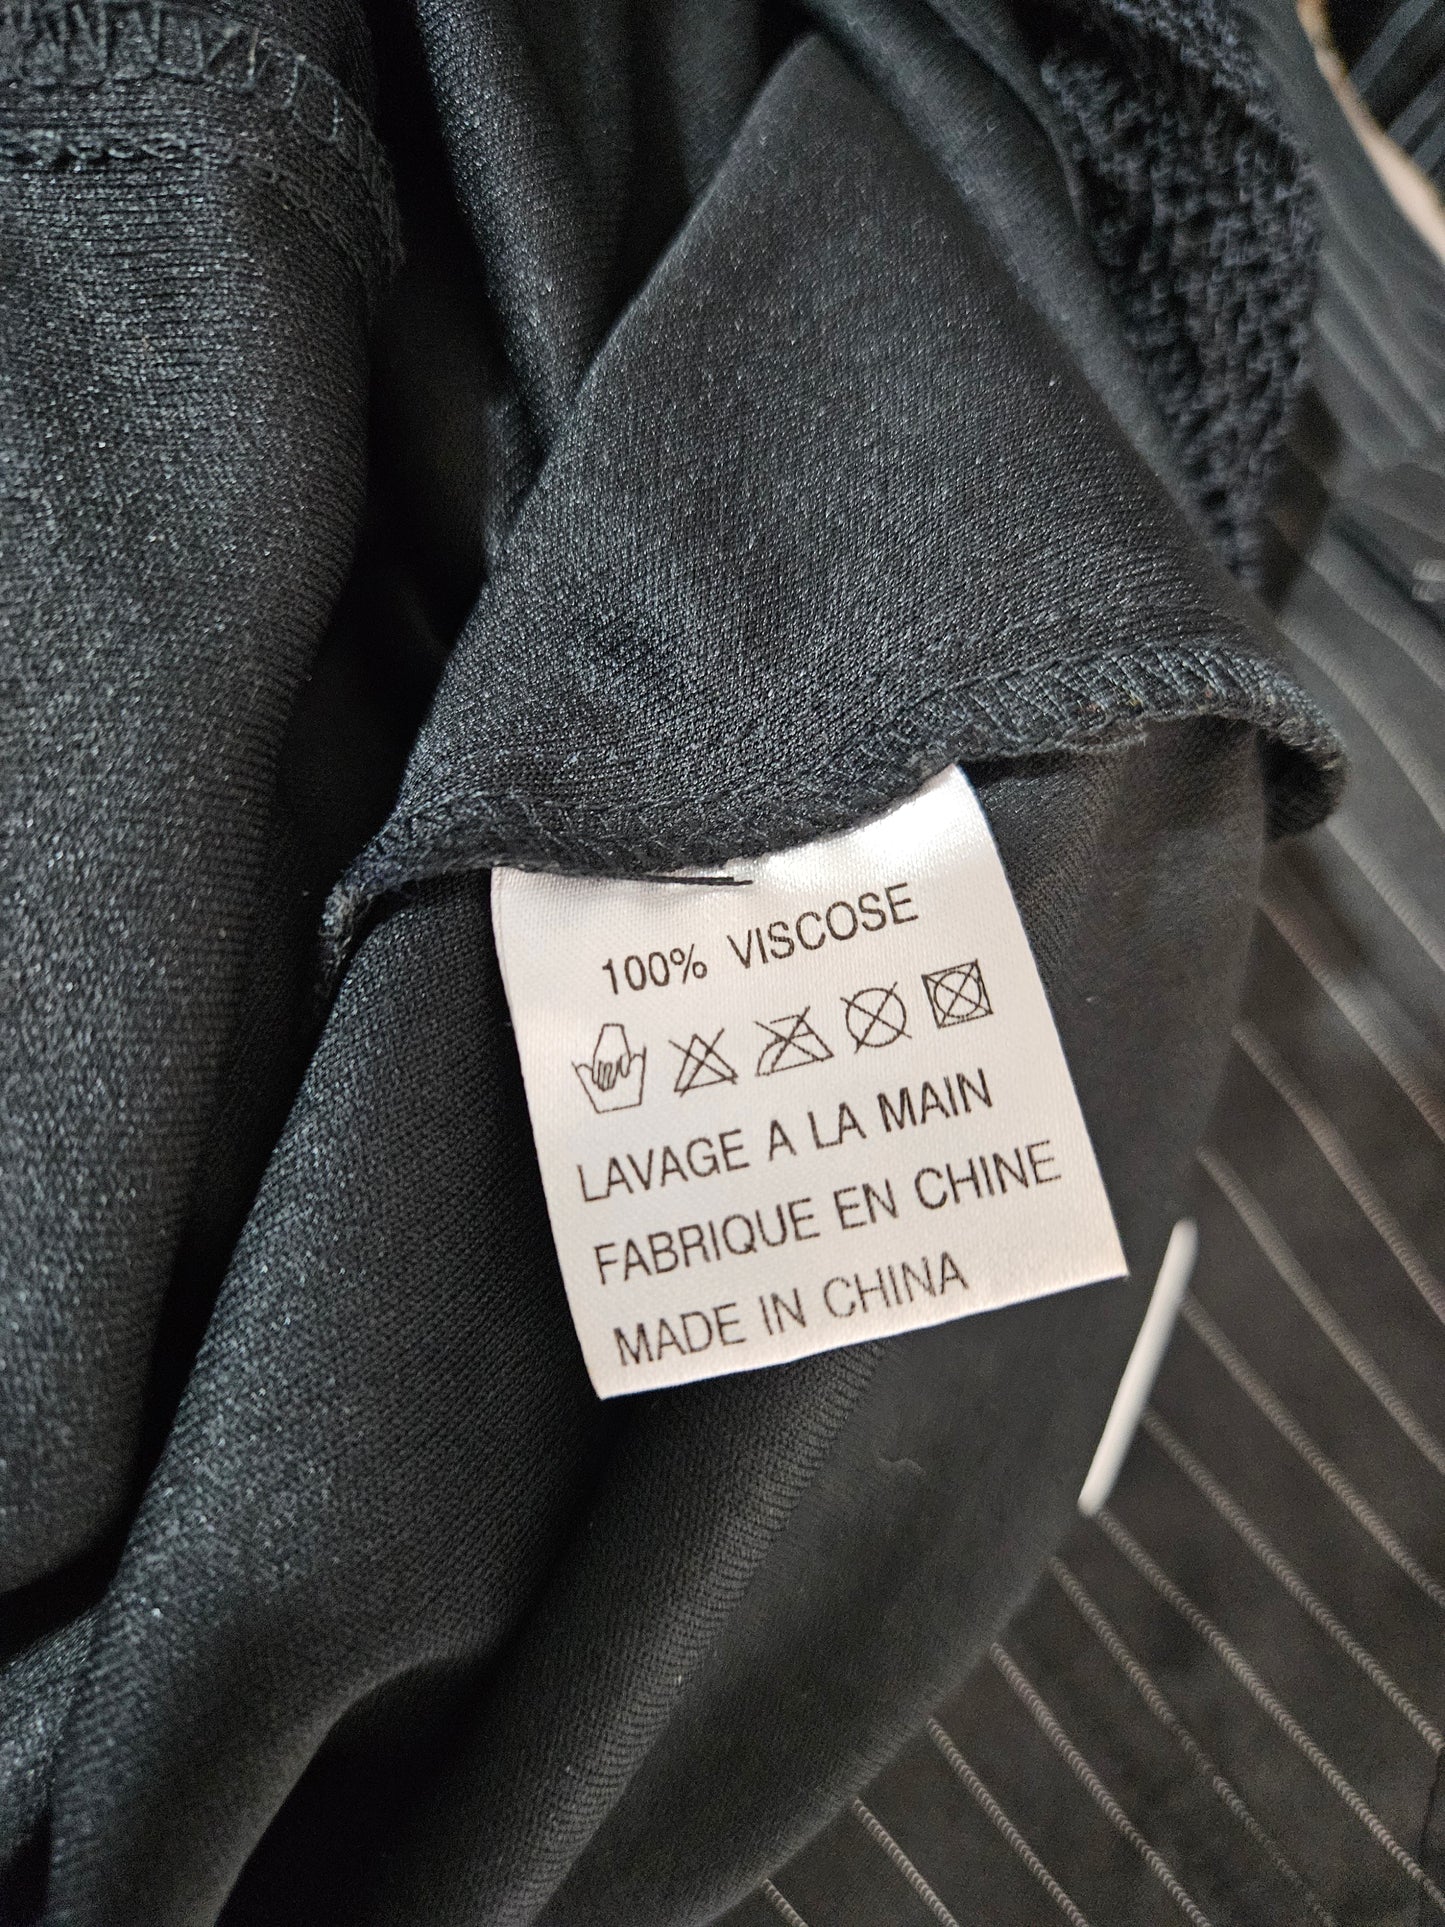 100% VISCOSE
LAVAGE A LA MAIN
FABRIQUE EN CHINE
MADE IN CHINA